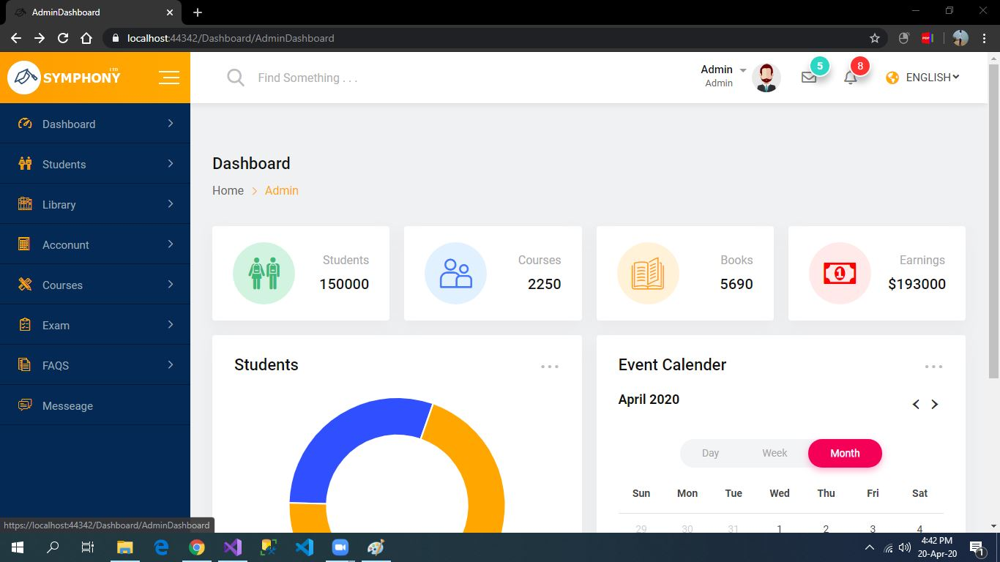 AdminDashboard
localhost:44342/Dashboard/AdminDashboard
PDF
SYMPHONY LTD
Find Something . . .
Admin
Admin
5
8
ENGLISH
Dashboard
Students
Library
Acconunt
Courses
Exam
FAQS
Messeage
Dashboard
Home > Admin
Students
150000
Courses
2250
Books
5690
Earnings
$193000
Students
Event Calender
April 2020
Day Week Month
Sun Mon Tue Wed Thu Fri Sat
29 30 31 1 2 3 4
https://localhost:44342/Dashboard/AdminDashboard
4:42 PM
20-Apr-20
1